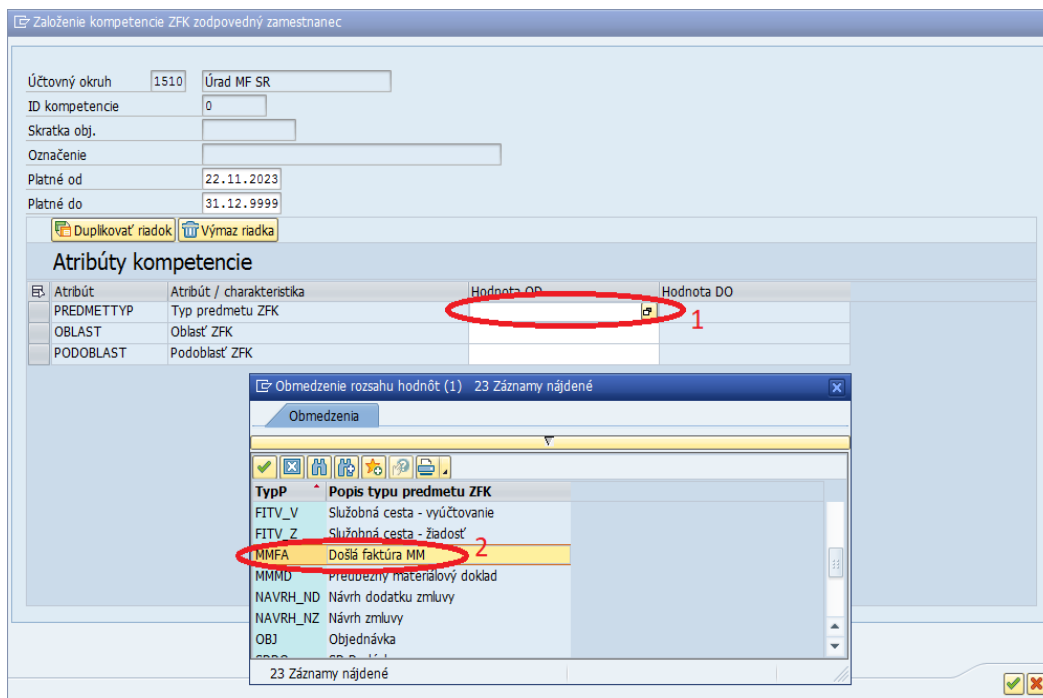 Založenie kompetencie ZFK zodpovedný zamestnanec
Účtovný okruh 1510 Úrad MF SR
ID kompetencie 0
Skratka obj.
Označenie
Platné od 22.11.2023
Platné do 31.12.9999
Duplikovať riadok Výmaz riadka
Atribúty kompetencie
Atribút Atribút / charakteristika Hodnota OD Hodnota DO
PREDMETTYP Typ predmetu ZFK 1
OBLAST Oblasť ZFK
PODOBLAST Podoblasť ZFK
Obmedzenie rozsahu hodnôt (1) 23 Záznamy nájdené
Obmedzenia
TypP Popis typu predmetu ZFK
FITV_V Služobná cesta - vyúčtovanie
FITV_Z Služobná cesta - žiadosť
MMFA Došlá faktúra MM 2
MMMD Predbežný materiálový doklad
NAVRH_ND Návrh dodatku zmluvy
NAVRH_NZ Návrh zmluvy
OBJ Objednávka
23 Záznamy nájdené